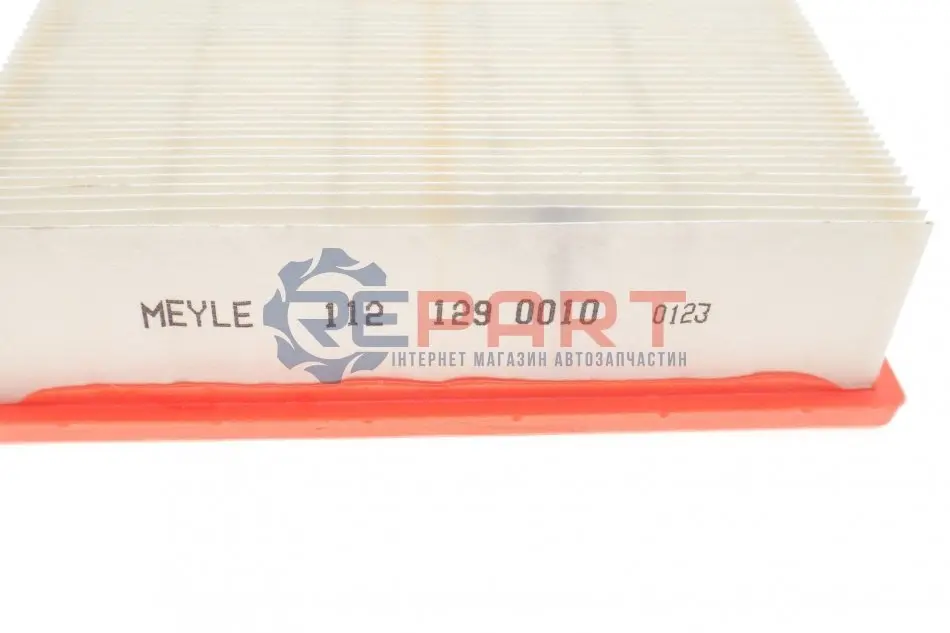 MEYLE 112 129 0010 0123
REPART
ІНТЕРНЕТ МАГАЗИН АВТОЗАПЧАСТИН